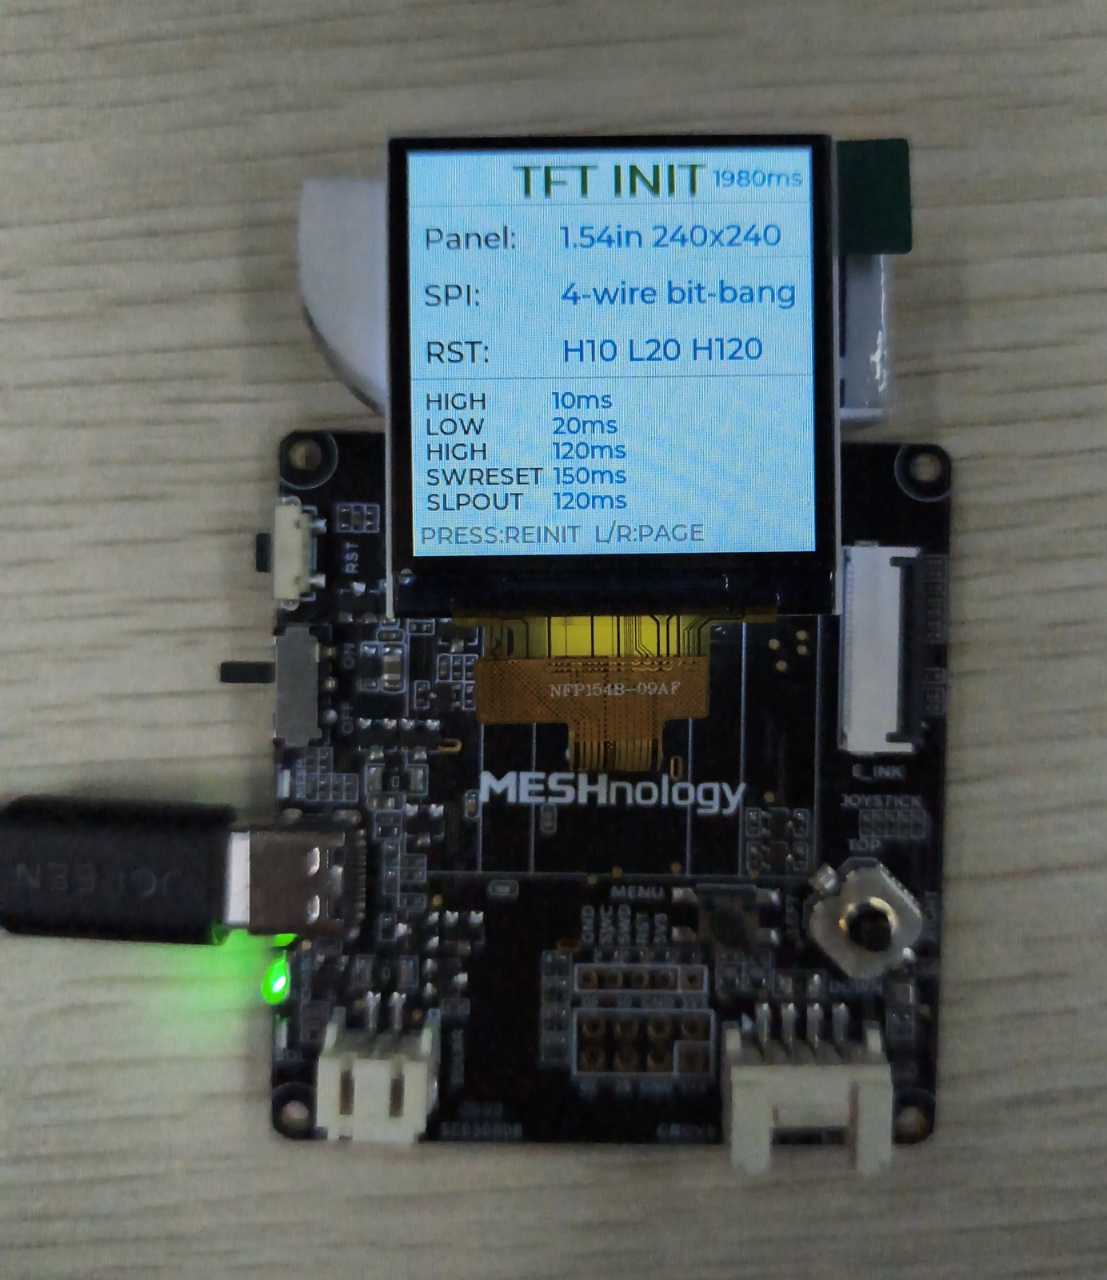 TFT INIT 1980ms
Panel: 1.54in 240x240
SPI: 4-wire bit-bang
RST: H10 L20 H120
HIGH 10ms
LOW 20ms
HIGH 120ms
SWRESET 150ms
SLPOUT 120ms
PRESS:REINIT L/R:PAGE
RST
ON
OFF
NFP154B-09AF
MESHnology
E_INK
JOYSTICK
TOP
UGREEN
MENU
GND
SWC
SWD
RST
3V3
DOWN